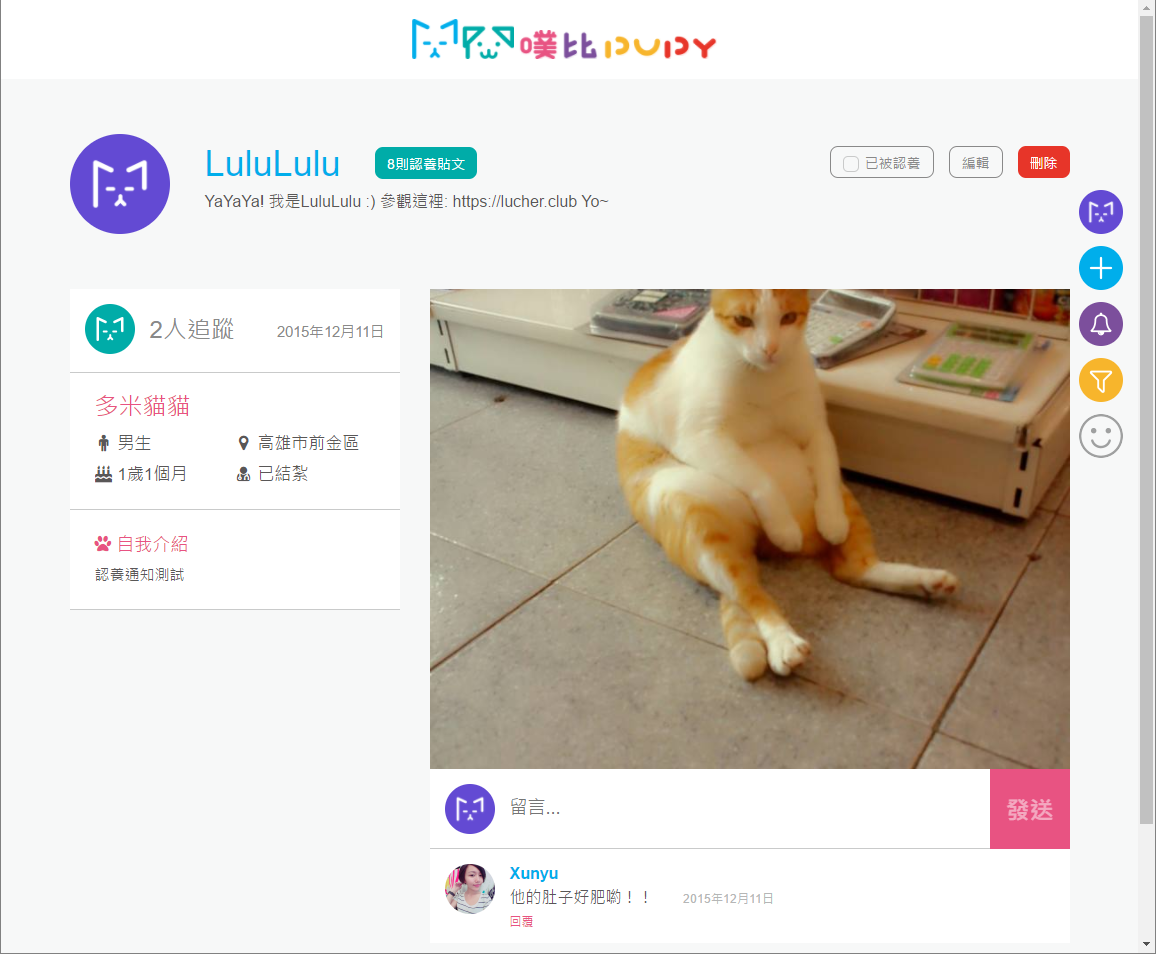 噗比 PUPY
LuluLulu
8則認養貼文
已被認養
編輯
刪除
YaYaYa! 我是LuluLulu :) 參觀這裡: https://lucher.club Yo~
2人追蹤
2015年12月11日
多米貓貓
男生
高雄市前金區
1歲1個月
已結紮
自我介紹
認養通知測試
留言...
發送
Xunyu
他的肚子好肥喲！！
2015年12月11日
回覆